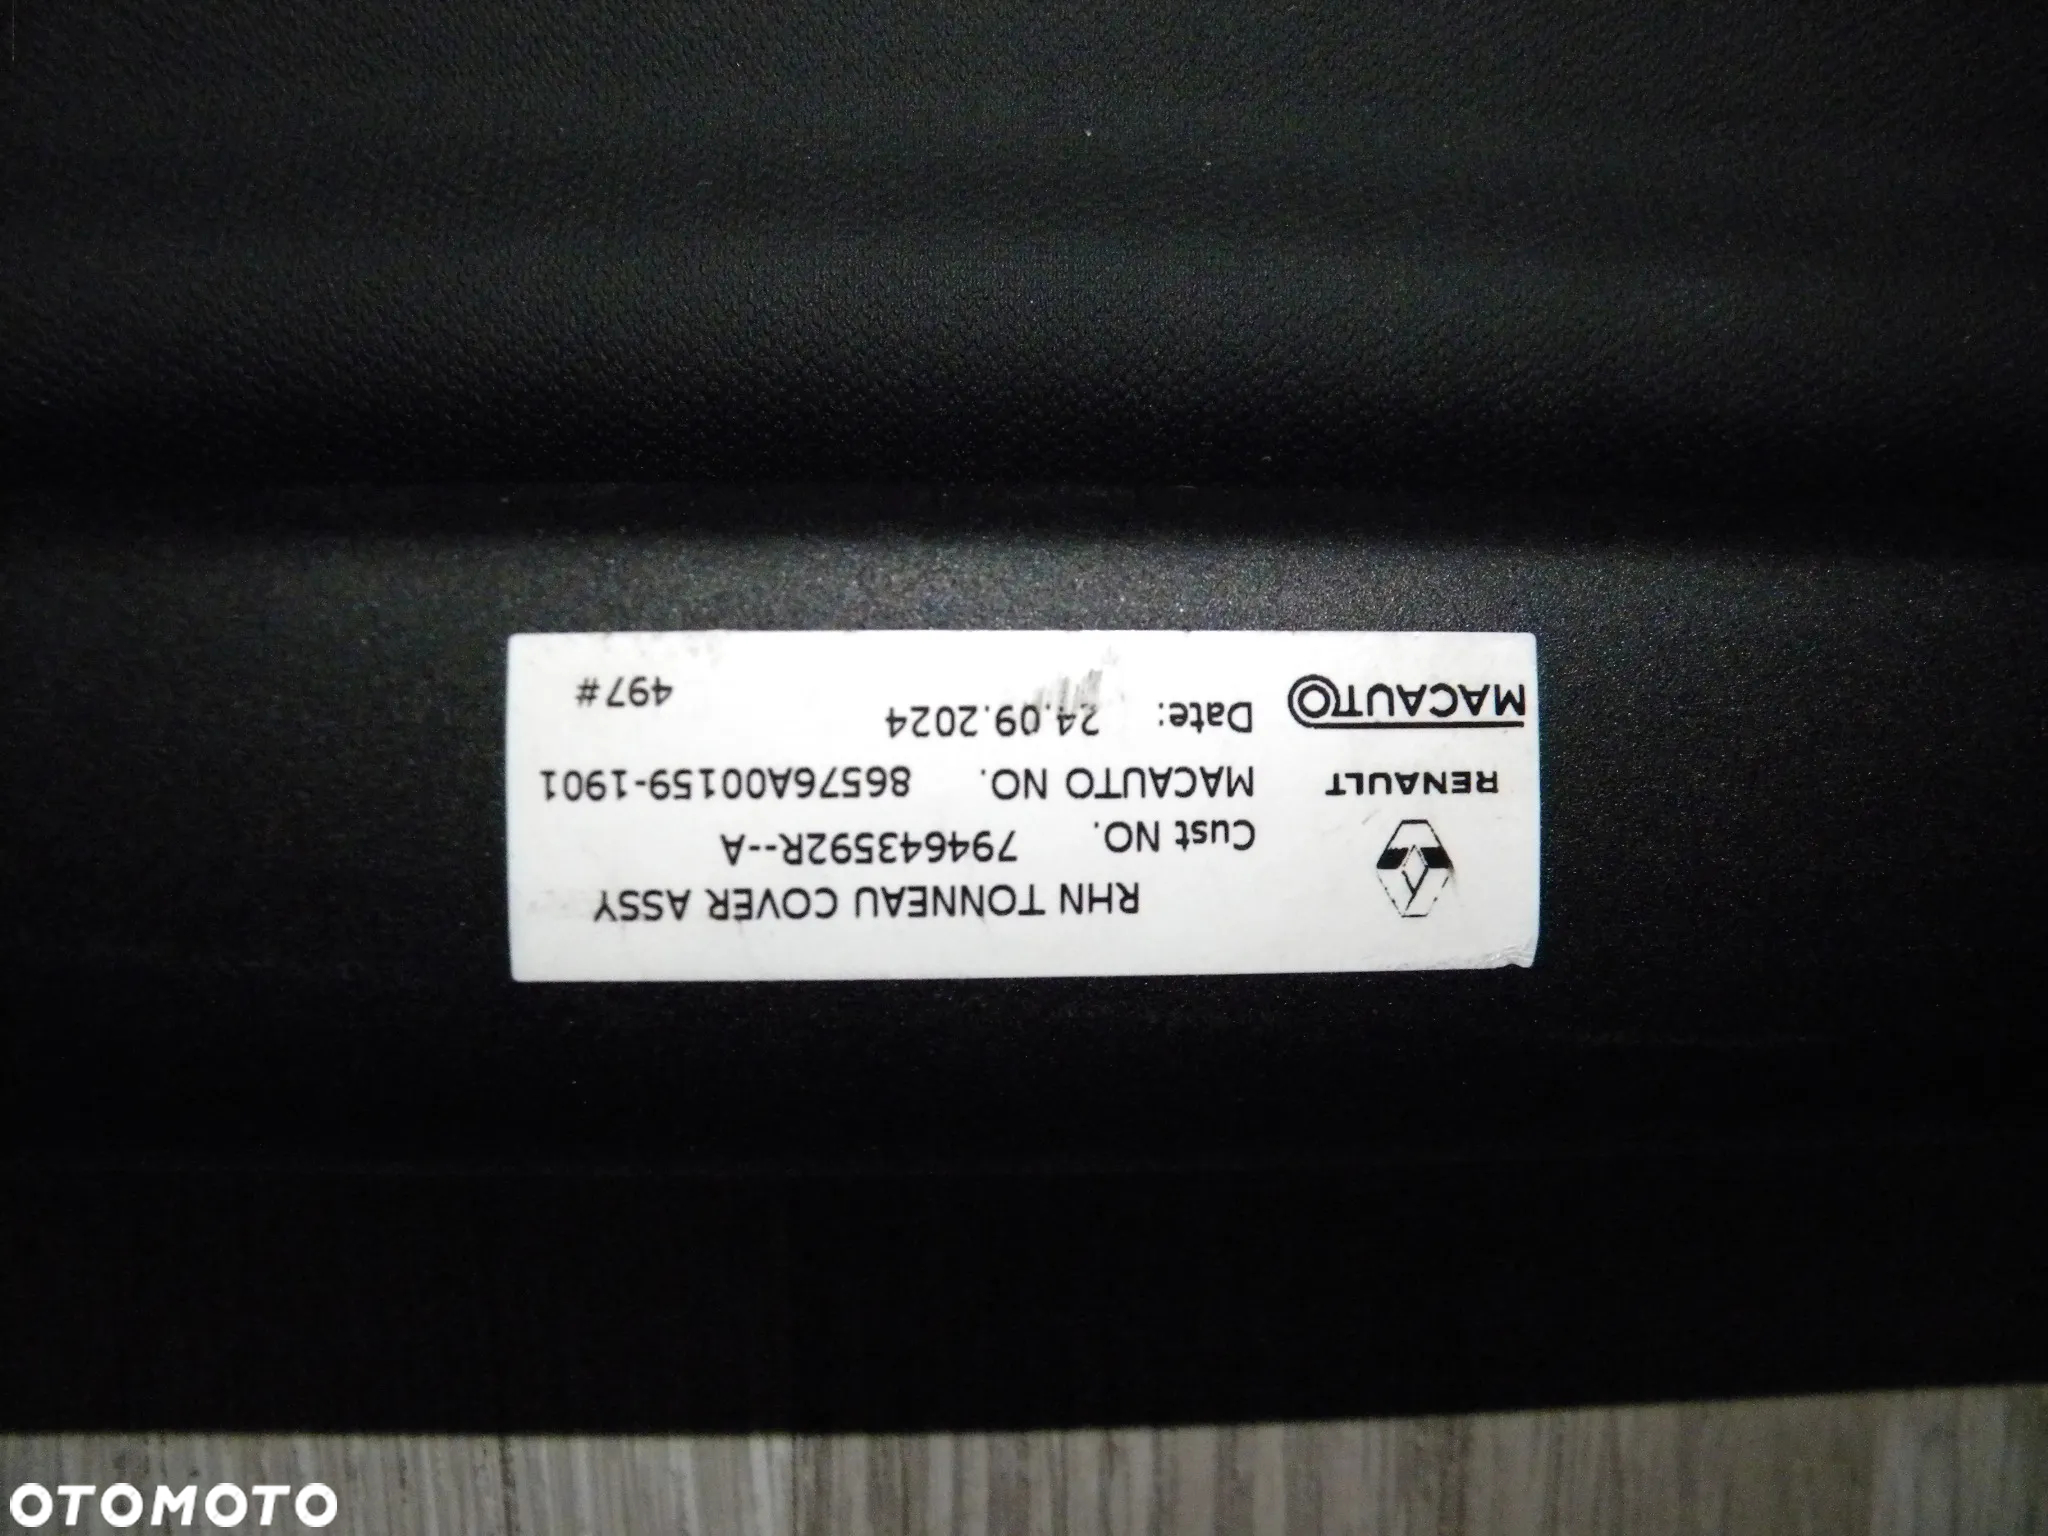 RHN TONNEAU COVER ASSY
Cust NO. 794643592R--A
MACAUTO NO. 86576A00159-1901
Date: 24.09.2024
497#
RENAULT
MACAUTO
OTOMOTO